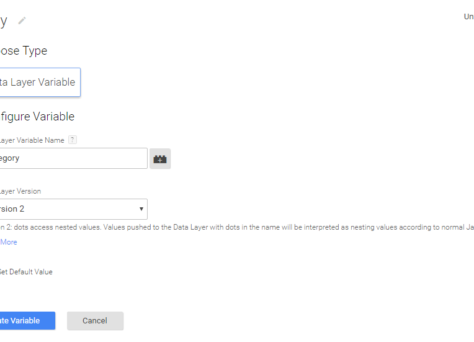 y
Un
ose Type
ta Layer Variable
figure Variable
Layer Variable Name ?
egory
Layer Version
rsion 2
n 2: dots access nested values. Values pushed to the Data Layer with dots in the name will be interpreted as nesting values according to normal Ja
More
Set Default Value
te Variable
Cancel